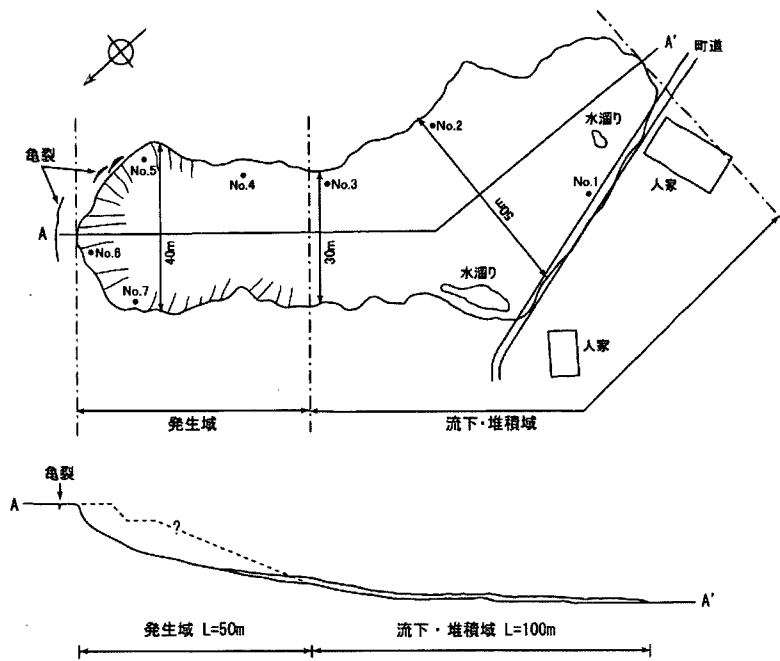 A'
町道
水溜り
人家
亀裂
No.5
No.4
No.3
No.2
No.1
A
No.6
No.7
40m
30m
50m
水溜り
人家
発生域
流下・堆積域
亀裂
A
?
A'
発生域 L=50m
流下・堆積域 L=100m